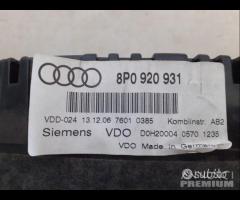 8P0 920 931
VDD-024 13.12.06 7601 0385 Kombiinstr. AB2
Siemens VDO D0H20004 0570 1235
VDO Made in Germany
subito
PREMIUM